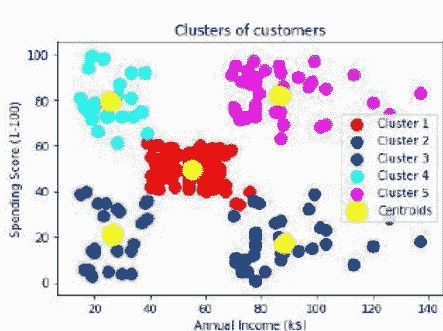 Clusters of customers
Spending Score (1-100)
100
80
60
40
20
0
Cluster 1
Cluster 2
Cluster 3
Cluster 4
Cluster 5
Centroids
20
40
60
80
100
120
140
Annual Income (k$)